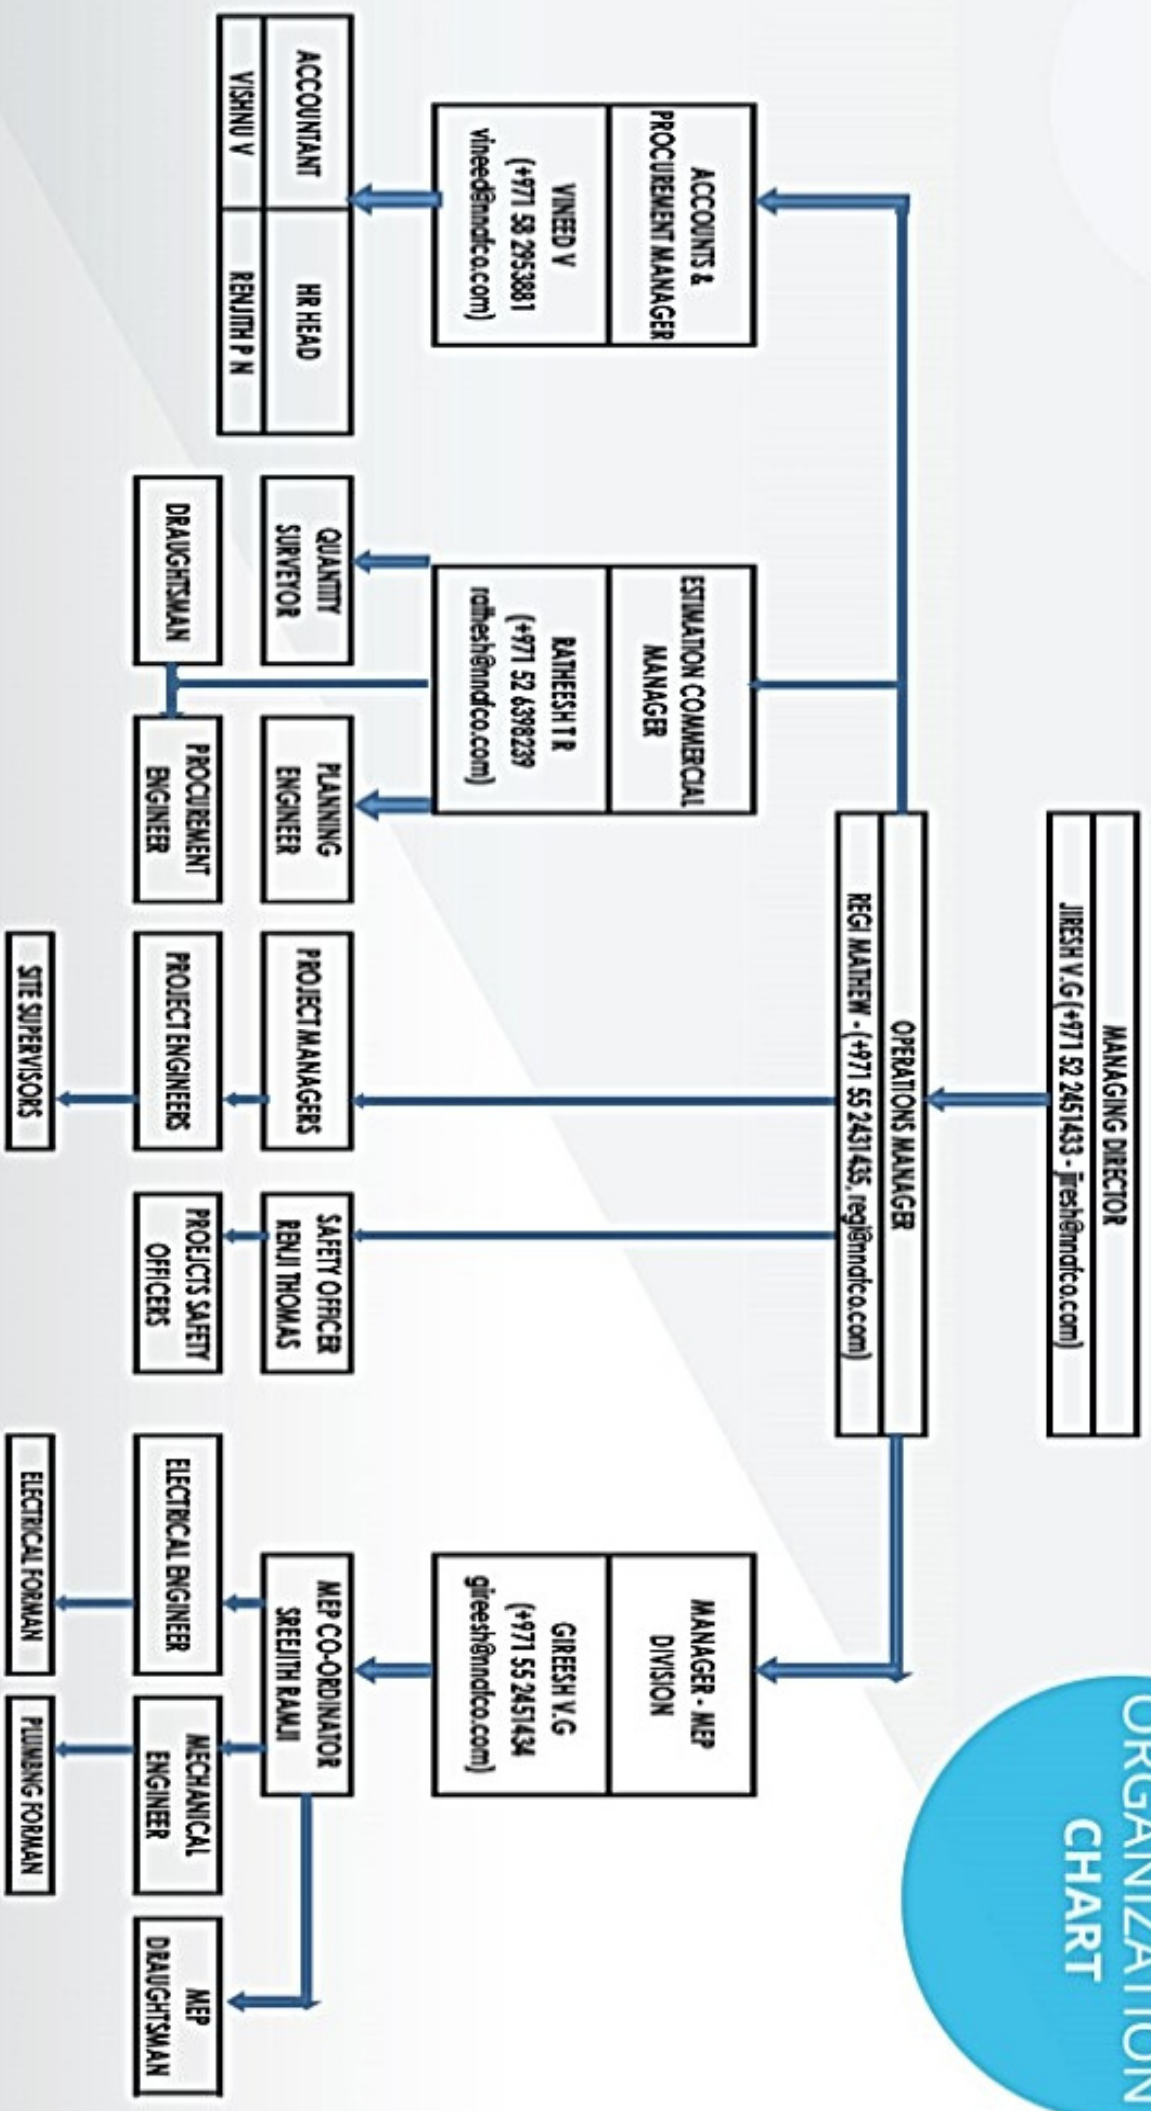 ORGANIZATION
CHART
MANAGING DIRECTOR
JIRESH V.G (+971 52 2451433 - jiresh@nnafco.com)
OPERATIONS MANAGER
REGI MATHEW - (+971 55 2431435, regi@nnafco.com)
ACCOUNTS &
PROCUREMENT MANAGER
VINEED V
(+971 58 2953881
vineed@nnafco.com)
ESTIMATION COMMERCIAL
MANAGER
RATHEESH T R
(+971 52 6398239
rathesh@nnafco.com)
MANAGER - MEP
DIVISION
GIREESH V.G
(+971 55 2451434
gireesh@nnafco.com)
ACCOUNTANT
HR HEAD
VISHNU V
RENJITH P N
QUANTITY
SURVEYOR
PLANNING
ENGINEER
PROJECT MANAGERS
SAFETY OFFICER
RENJI THOMAS
MEP CO-ORDINATOR
SREEJITH RAMJI
DRAUGHTSMAN
PROCUREMENT
ENGINEER
PROJECT ENGINEERS
PROEJCTS SAFETY
OFFICERS
ELECTRICAL ENGINEER
MECHANICAL
ENGINEER
MEP
DRAUGHTSMAN
SITE SUPERVISORS
ELECTRICAL FORMAN
PLUMBNG FORMAN